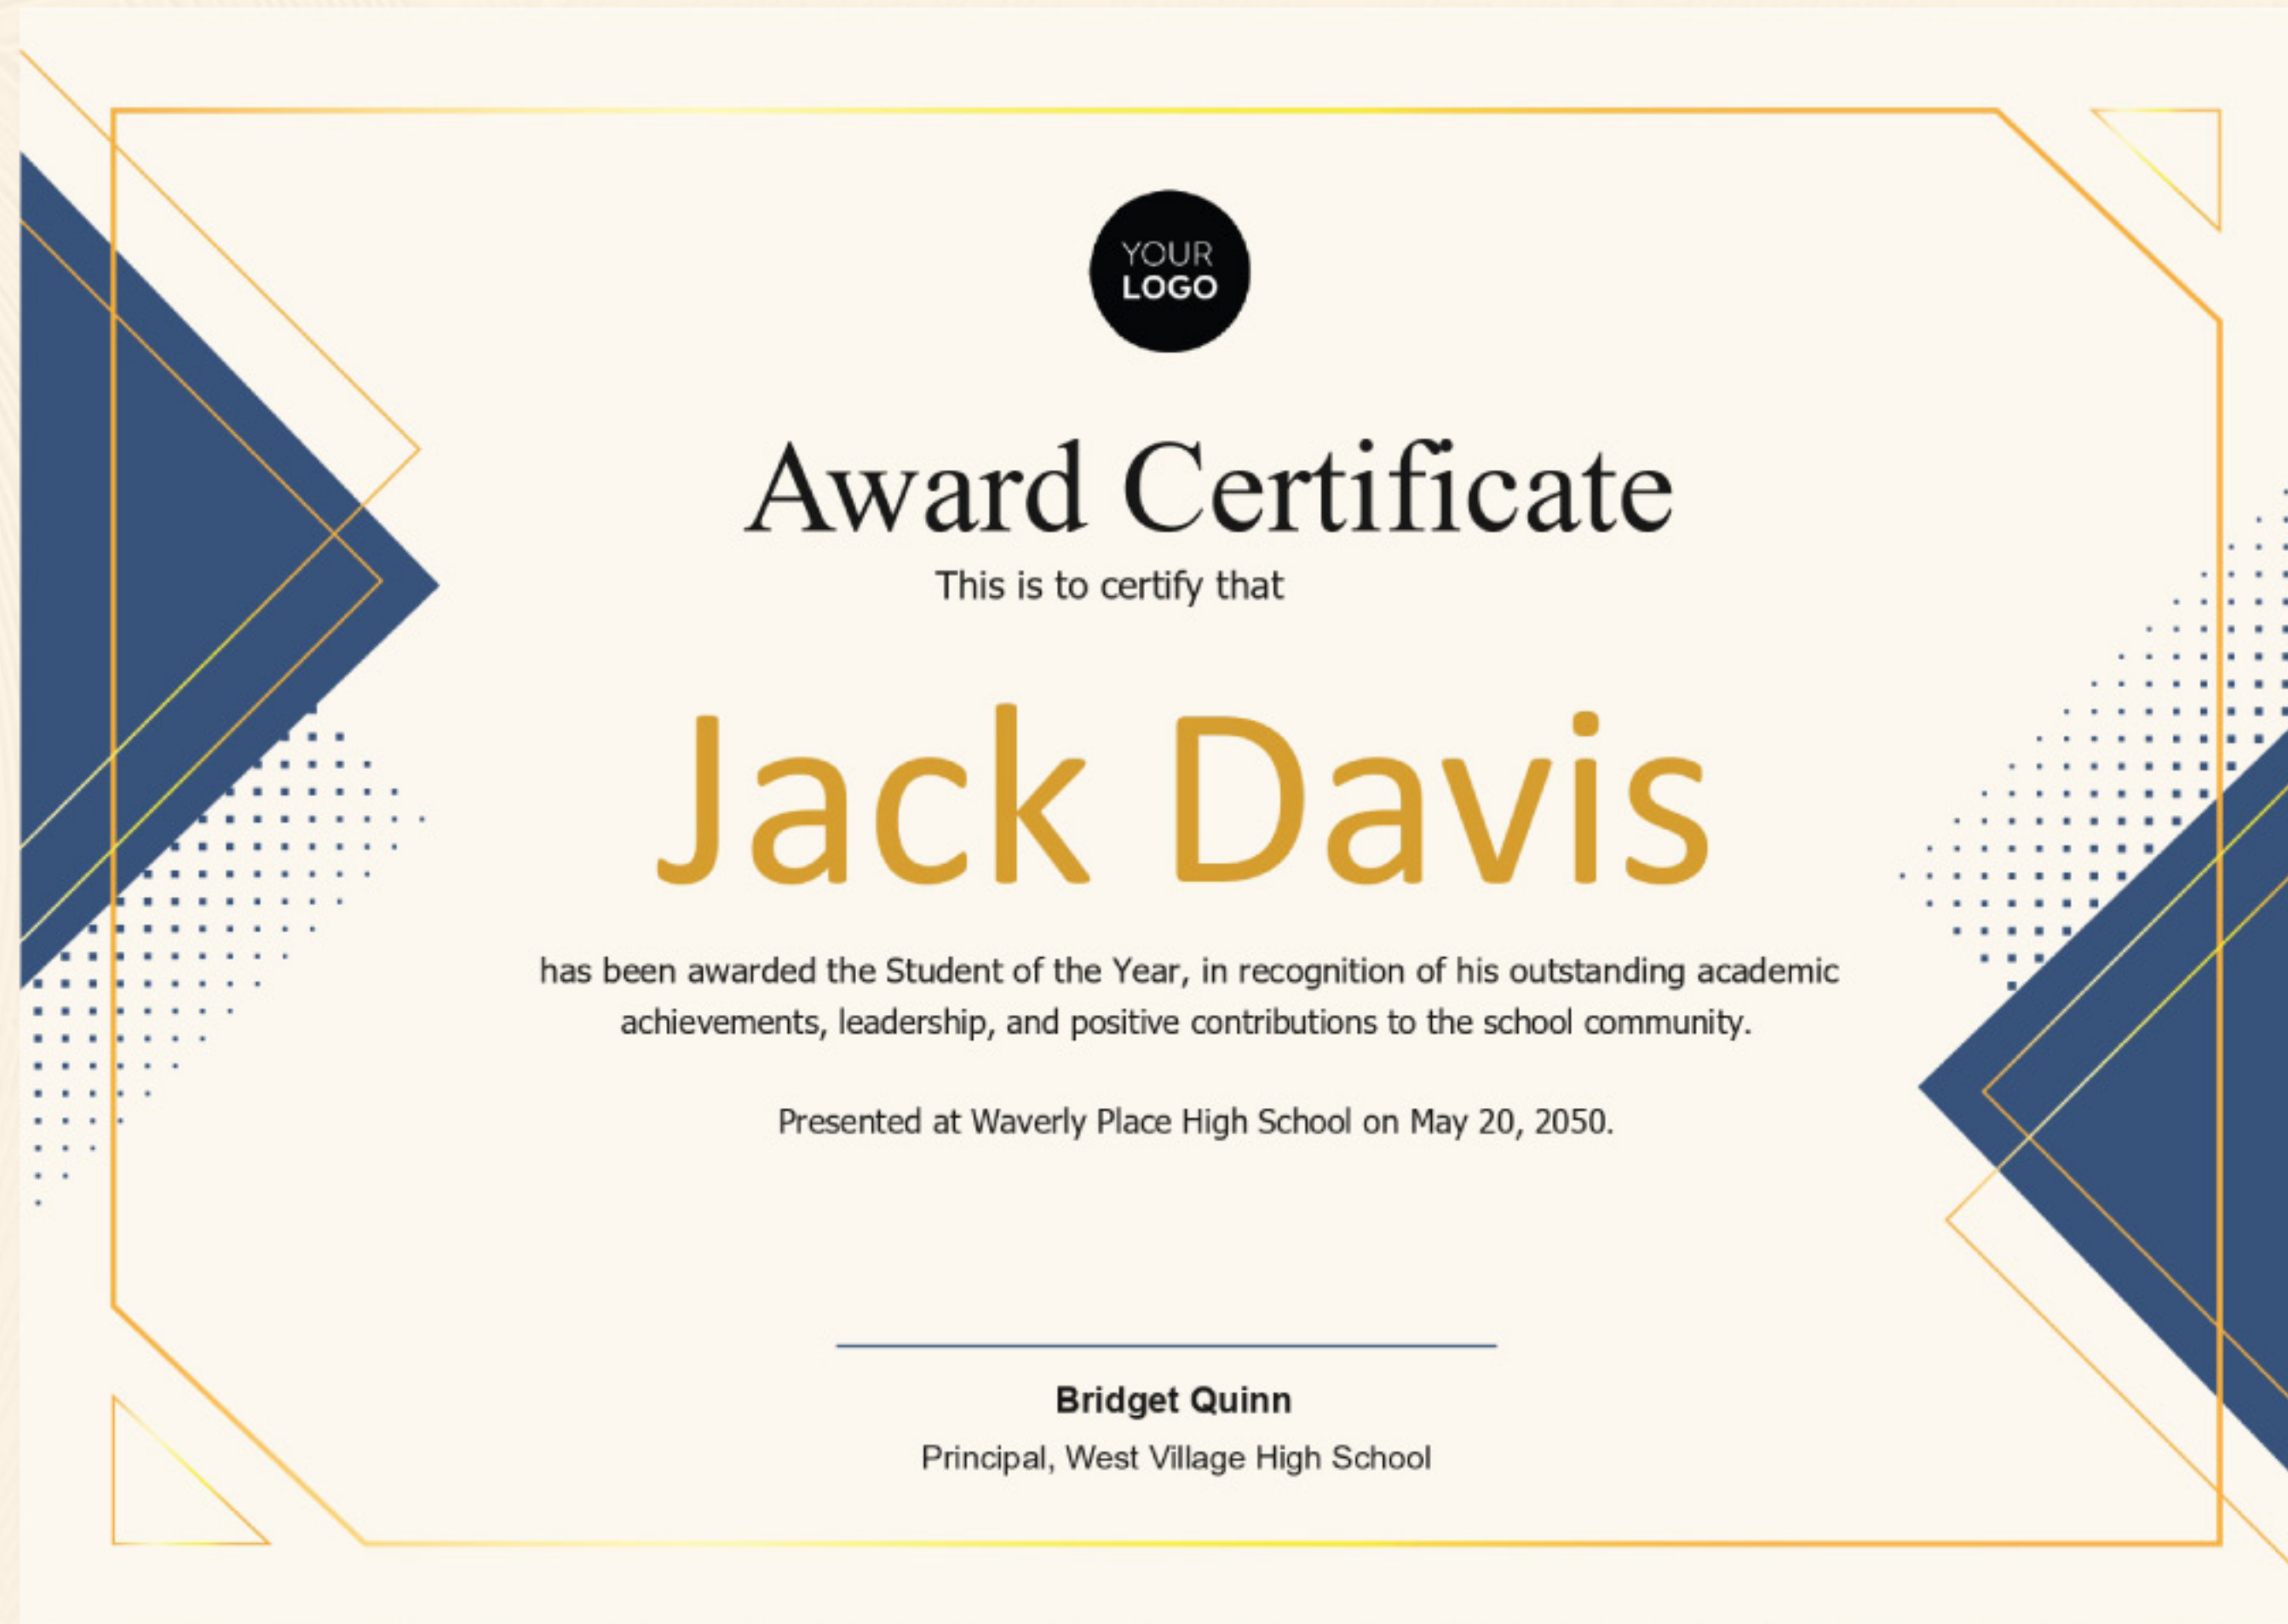 YOUR
LOGO
Award Certificate
This is to certify that
Jack Davis
has been awarded the Student of the Year, in recognition of his outstanding academic
achievements, leadership, and positive contributions to the school community.
Presented at Waverly Place High School on May 20, 2050.
Bridget Quinn
Principal, West Village High School